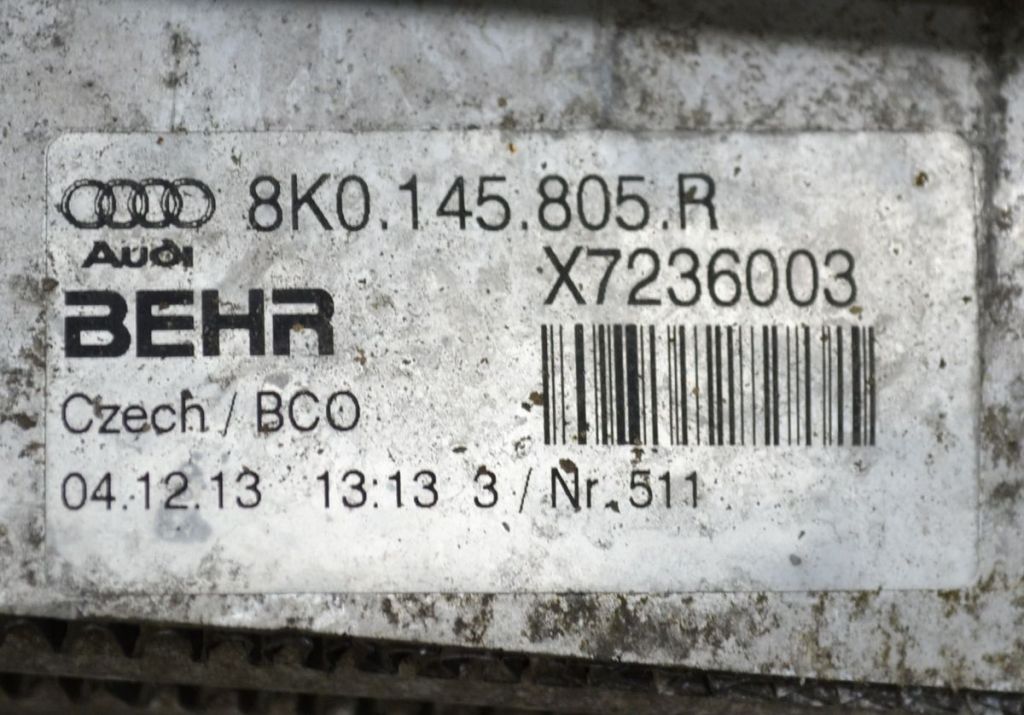 8K0.145.805.R
Audi
X7236003
BEHR
Czech / BCO
04.12.13 13:13 3 / Nr. 511